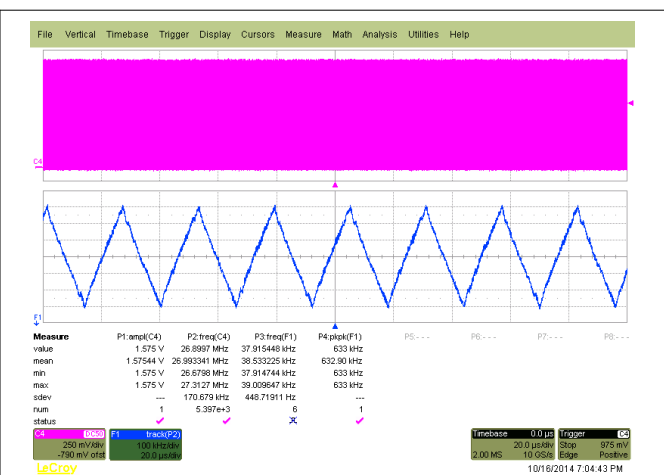 File Vertical Timebase Trigger Display Cursors Measure Math Analysis Utilities Help
C4
F1
Measure P1:ampl(C4) P2:freq(C4) P3:freq(F1) P4:pkpk(F1) P5:--- P6:--- P7:--- P8:---
value 1.575 V 26.8997 MHz 37.915448 kHz 633 kHz
mean 1.57544 V 26.993341 MHz 38.533225 kHz 632.90 kHz
min 1.575 V 26.6798 MHz 37.914744 kHz 633 kHz
max 1.575 V 27.3127 MHz 39.009647 kHz 633 kHz
sdev --- 170.679 kHz 448.71911 Hz ---
num 1 5.397e+3 6 1
status
C4 DC50 F1 track(P2) Timebase 0.0 µs Trigger C4
250 mV/div 100 kHz/div 20.0 µs/div Stop 975 mV
-790 mV ofst 20.0 µs/div 2.00 MS 10 GS/s Edge Positive
LeCroy 10/16/2014 7:04:43 PM